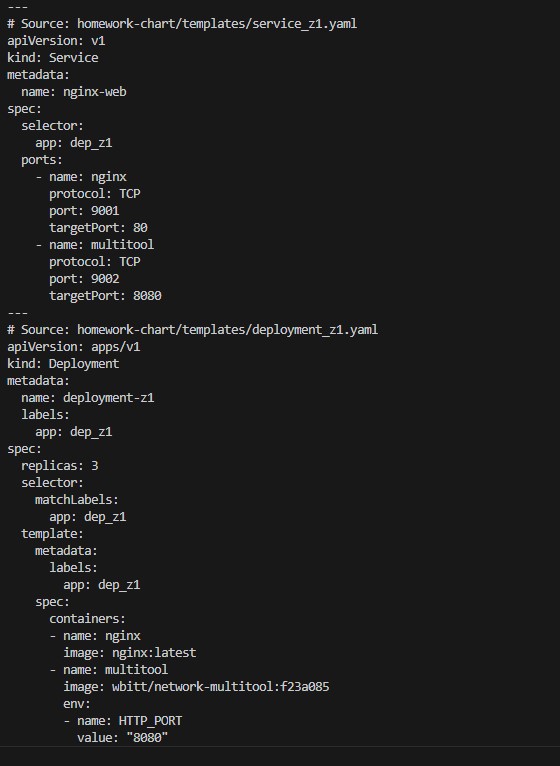 ---
# Source: homework-chart/templates/service_z1.yaml
apiVersion: v1
kind: Service
metadata:
  name: nginx-web
spec:
  selector:
    app: dep_z1
  ports:
    - name: nginx
      protocol: TCP
      port: 9001
      targetPort: 80
    - name: multitool
      protocol: TCP
      port: 9002
      targetPort: 8080
---
# Source: homework-chart/templates/deployment_z1.yaml
apiVersion: apps/v1
kind: Deployment
metadata:
  name: deployment-z1
  labels:
    app: dep_z1
spec:
  replicas: 3
  selector:
    matchLabels:
      app: dep_z1
  template:
    metadata:
      labels:
        app: dep_z1
    spec:
      containers:
      - name: nginx
        image: nginx:latest
      - name: multitool
        image: wbitt/network-multitool:f23a085
        env:
        - name: HTTP_PORT
          value: "8080"